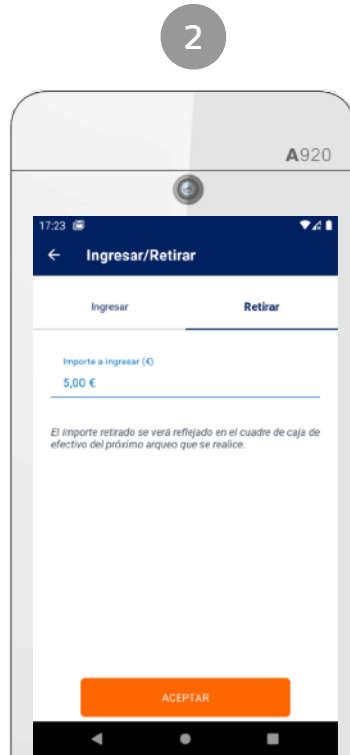 2
A920
17:23
Ingresar/Retirar
Ingresar Retirar
Importe a ingresar (€)
5,00 €
El importe retirado se verá reflejado en el cuadre de caja de
efectivo del próximo arqueo que se realice.
ACEPTAR